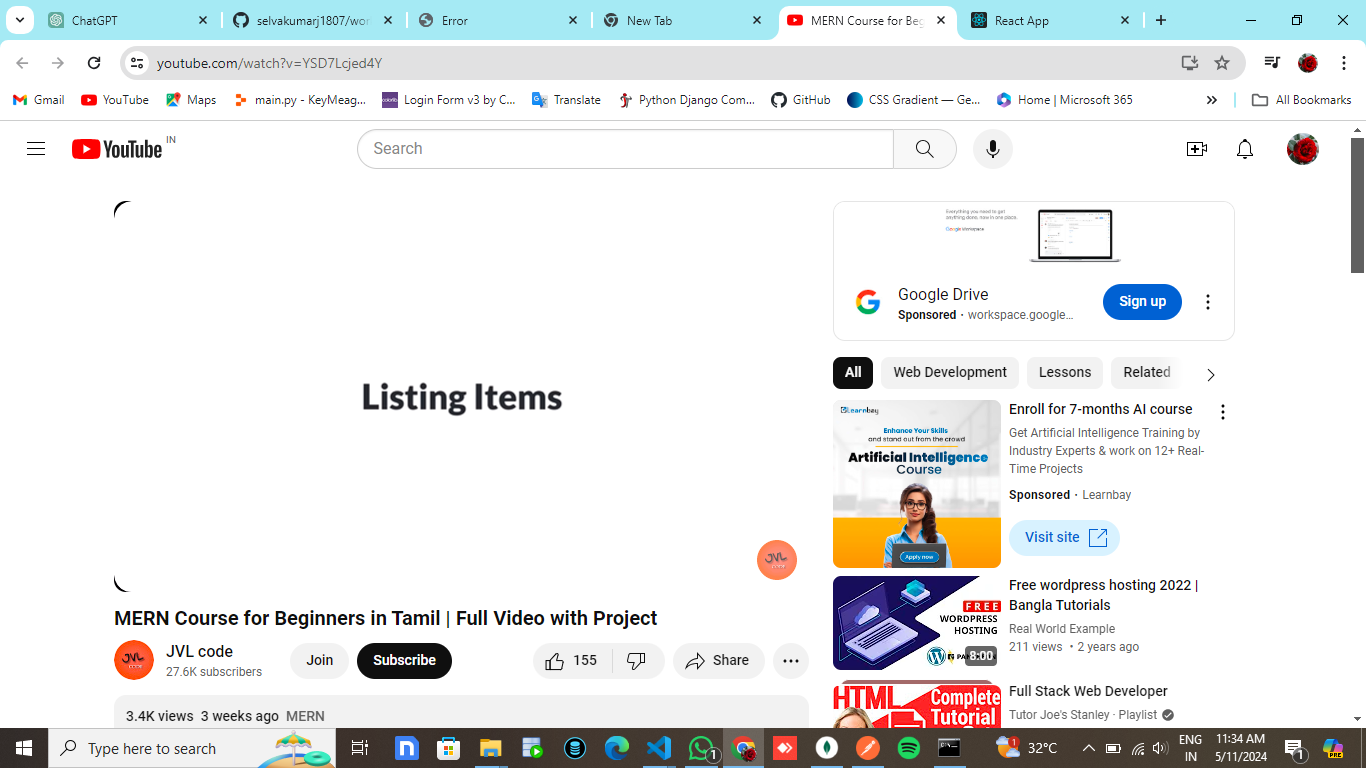 ChatGPT
selvakumarj1807/wor
Error
New Tab
MERN Course for Beg
React App
youtube.com/watch?v=YSD7Lcjed4Y
Gmail
YouTube
Maps
main.py - KeyMeag...
Login Form v3 by C...
Translate
Python Django Com...
GitHub
CSS Gradient — Ge...
Home | Microsoft 365
All Bookmarks
YouTube IN
Search
Listing Items
JVL
CODE
MERN Course for Beginners in Tamil | Full Video with Project
JVL
JVL code
27.6K subscribers
Join
Subscribe
155
Share
3.4K views 3 weeks ago MERN
Everything you need to get
anything done, now in one place.
Google Workspace
Google Drive
Sponsored · workspace.google...
Sign up
All
Web Development
Lessons
Related
Learnbay
Enhance Your Skills
and stand out from the crowd
Artificial Intelligence
Course
Apply now
Enroll for 7-months AI course
Get Artificial Intelligence Training by
Industry Experts & work on 12+ Real-
Time Projects
Sponsored · Learnbay
Visit site
FREE
WORDPRESS
HOSTING
8:00
Free wordpress hosting 2022 |
Bangla Tutorials
Real World Example
211 views • 2 years ago
HTML
Complete
Tutorial
Full Stack Web Developer
Tutor Joe's Stanley · Playlist
Type here to search
1
1
32°C
ENG
IN
11:34 AM
5/11/2024
1
PRE